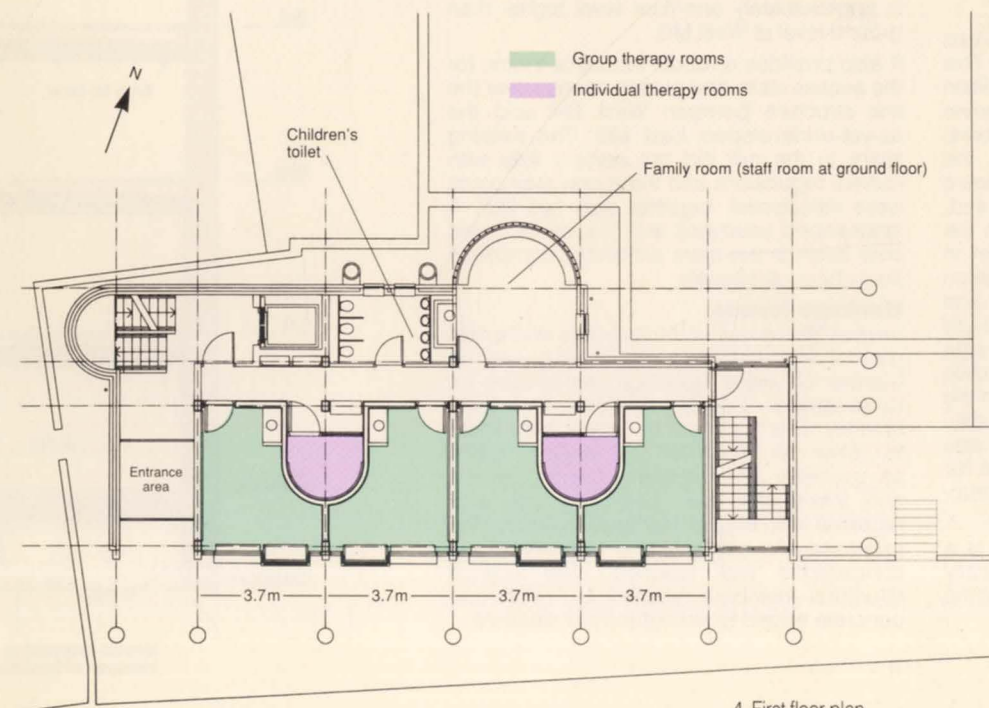 N
Group therapy rooms
Individual therapy rooms
Children's
toilet
Family room (staff room at ground floor)
Entrance
area
3.7m
3.7m
3.7m
3.7m
4 First floor plan